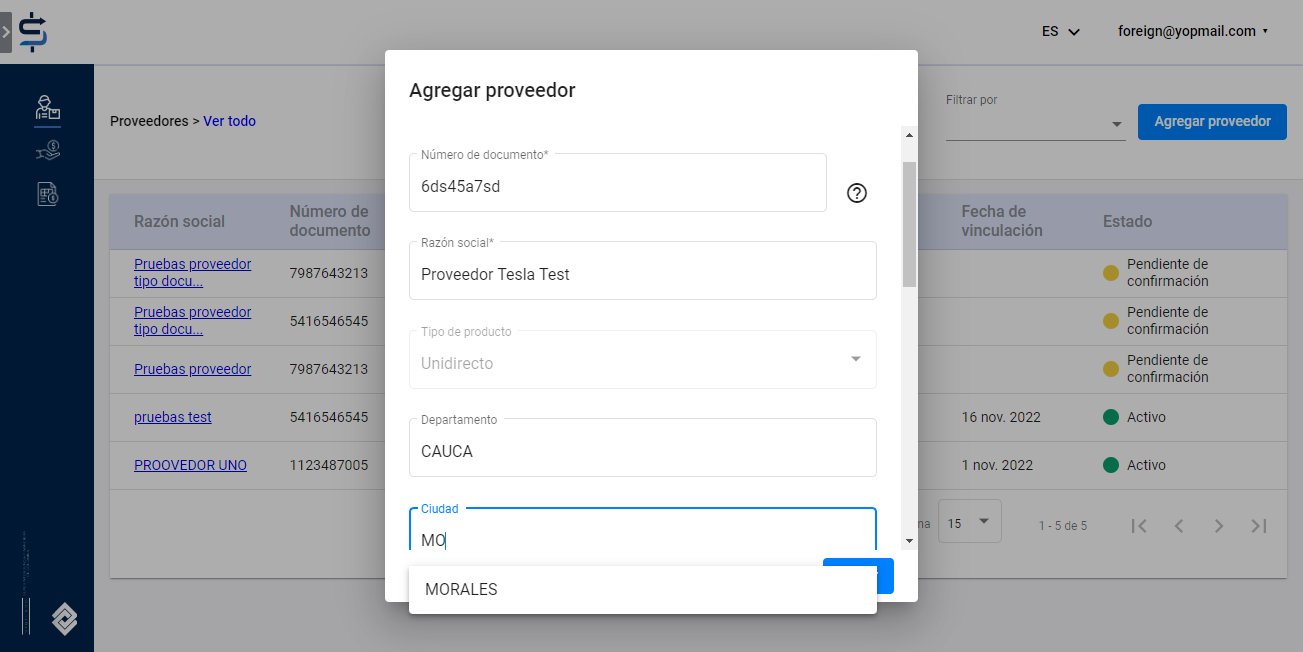 ES
foreign@yopmail.com
Agregar proveedor
Proveedores > Ver todo
Filtrar por
Agregar proveedor
Número de documento*
6ds45a7sd
Razón social*
Proveedor Tesla Test
Tipo de producto
Unidirecto
Departamento
CAUCA
Ciudad
MO
MORALES
Razón social
Número de
documento
Fecha de
vinculación
Estado
Pruebas proveedor
tipo docu...
7987643213
Pendiente de
confirmación
Pruebas proveedor
tipo docu...
5416546545
Pendiente de
confirmación
Pruebas proveedor
7987643213
Pendiente de
confirmación
pruebas test
5416546545
16 nov. 2022
Activo
PROOVEDOR UNO
1123487005
1 nov. 2022
Activo
na
15
1 - 5 de 5